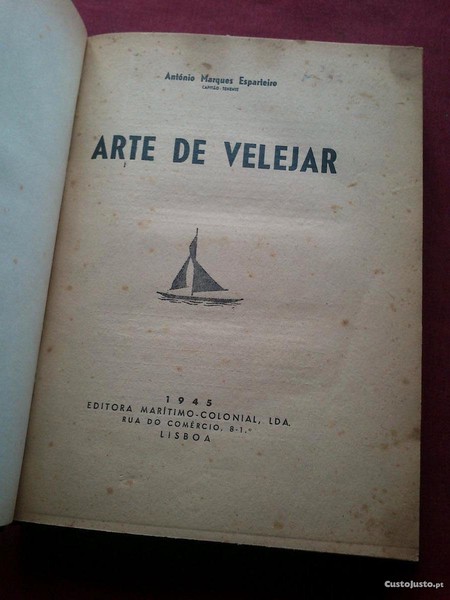 António Marques Esparteiro
CAPITÃO-TENENTE
ARTE DE VELEJAR
1945
EDITORA MARÍTIMO-COLONIAL, LDA.
RUA DO COMÉRCIO, 8-1.º
LISBOA
CustoJusto.pt